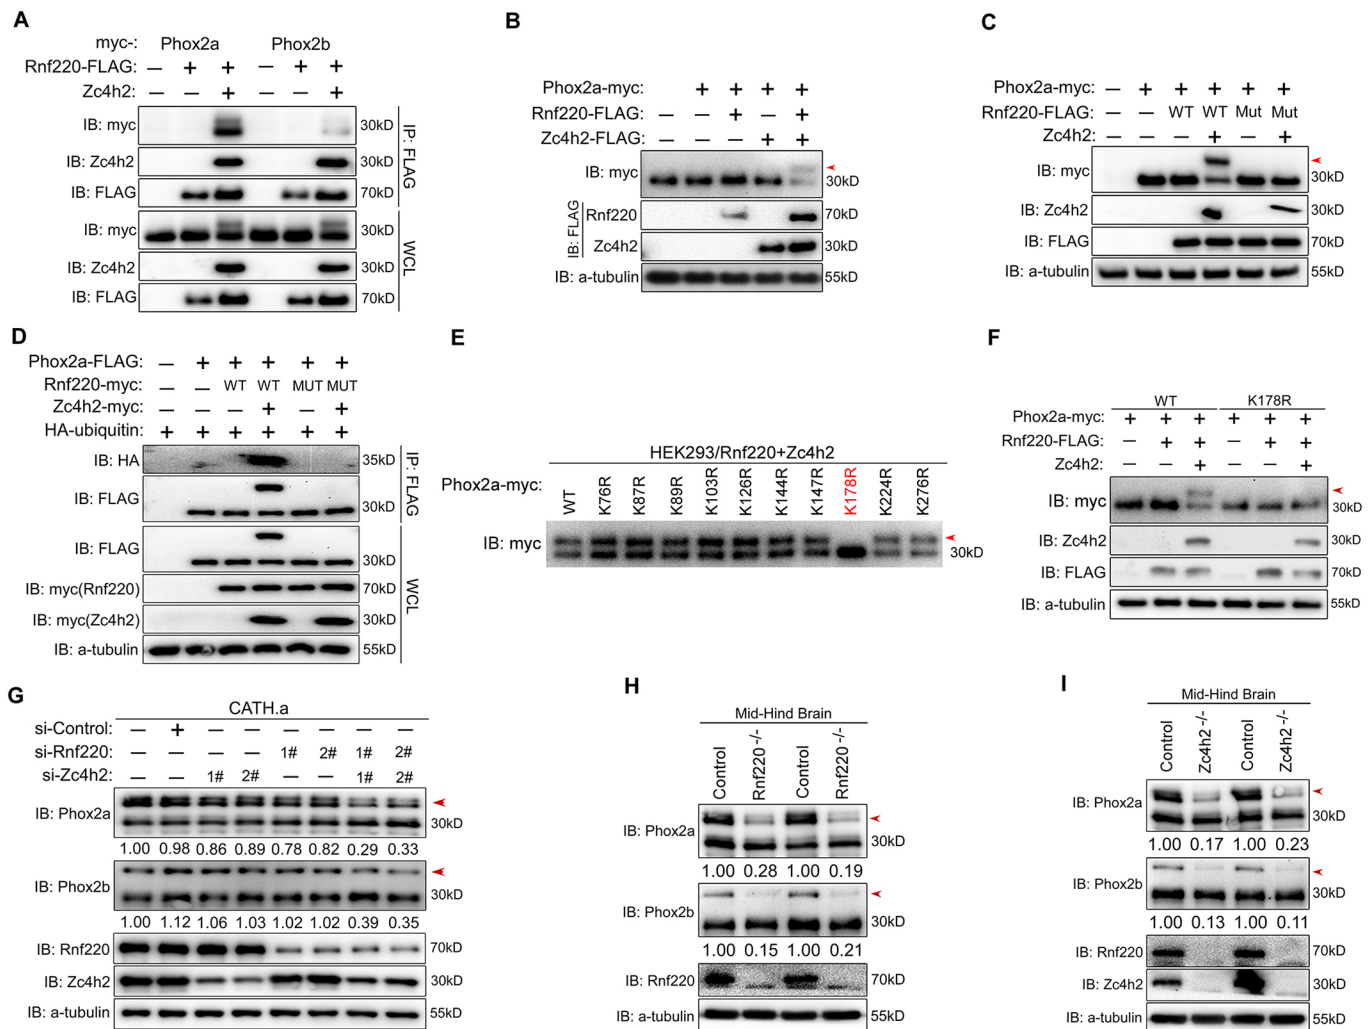 A
myc-: Phox2a Phox2b
Rnf220-FLAG: — + + — + +
Zc4h2: — — + — — +
IB: myc 30kD
IB: Zc4h2 30kD
IB: FLAG 70kD
IP: FLAG
IB: myc 30kD
IB: Zc4h2 30kD
IB: FLAG 70kD
WCL
B
Phox2a-myc: — + + + +
Rnf220-FLAG: — — + — +
Zc4h2-FLAG: — — — + +
IB: myc 30kD
IB: FLAG
Rnf220 70kD
Zc4h2 30kD
IB: a-tubulin 55kD
C
Phox2a-myc: — + + + + +
Rnf220-FLAG: — — WT WT Mut Mut
Zc4h2: — — — + — +
IB: myc 30kD
IB: Zc4h2 30kD
IB: FLAG 70kD
IB: a-tubulin 55kD
D
Phox2a-FLAG: — + + + + +
Rnf220-myc: — — WT WT MUT MUT
Zc4h2-myc: — — — + — +
HA-ubiquitin: + + + + + +
IB: HA 35kD
IB: FLAG 30kD
IP: FLAG
IB: FLAG 30kD
IB: myc(Rnf220) 70kD
IB: myc(Zc4h2) 30kD
IB: a-tubulin 55kD
WCL
E
HEK293/Rnf220+Zc4h2
Phox2a-myc: WT K76R K87R K89R K103R K126R K144R K147R K178R K224R K276R
IB: myc 30kD
F
WT K178R
Phox2a-myc: + + + + + +
Rnf220-FLAG: — + + — + +
Zc4h2: — — + — — +
IB: myc 30kD
IB: Zc4h2 30kD
IB: FLAG 70kD
IB: a-tubulin 55kD
G
CATH.a
si-Control: — + — — — — — —
si-Rnf220: — — — — 1# 2# 1# 2#
si-Zc4h2: — — 1# 2# — — 1# 2#
IB: Phox2a 30kD
1.00 0.98 0.86 0.89 0.78 0.82 0.29 0.33
IB: Phox2b 30kD
1.00 1.12 1.06 1.03 1.02 1.02 0.39 0.35
IB: Rnf220 70kD
IB: Zc4h2 30kD
IB: a-tubulin 55kD
H
Mid-Hind Brain
Control Rnf220 -/- Control Rnf220 -/-
IB: Phox2a 30kD
1.00 0.28 1.00 0.19
IB: Phox2b 30kD
1.00 0.15 1.00 0.21
IB: Rnf220 70kD
IB: a-tubulin 55kD
I
Mid-Hind Brain
Control Zc4h2 -/- Control Zc4h2 -/-
IB: Phox2a 30kD
1.00 0.17 1.00 0.23
IB: Phox2b 30kD
1.00 0.13 1.00 0.11
IB: Rnf220 70kD
IB: Zc4h2 30kD
IB: a-tubulin 55kD